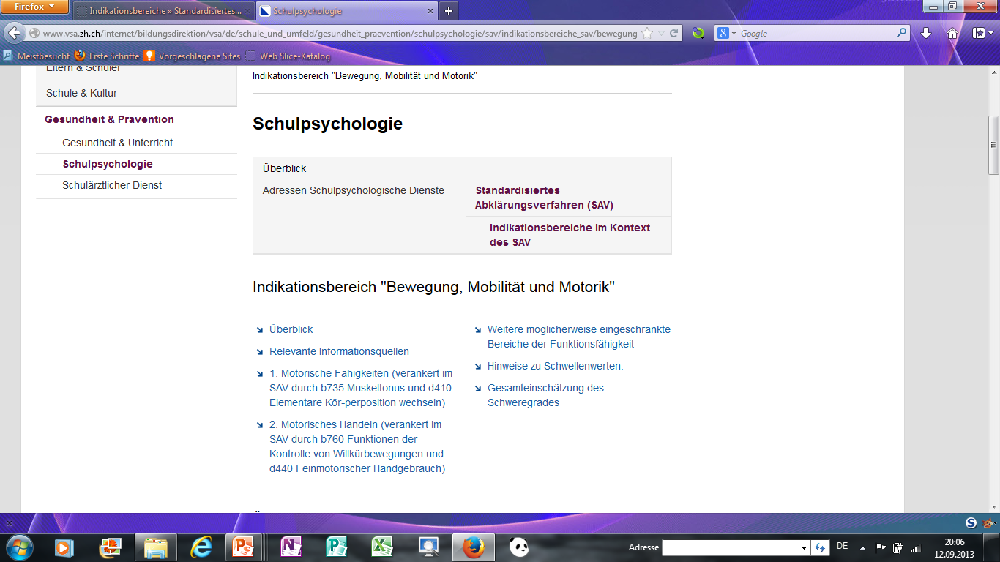 Firefox
Indikationsbereiche » Standardisiertes...
Schulpsychologie
www.vsa.zh.ch/internet/bildungsdirektion/vsa/de/schule_und_umfeld/gesundheit_praevention/schulpsychologie/sav/indikationsbereiche_sav/bewegung
Google
Meistbesucht
Erste Schritte
Vorgeschlagene Sites
Web Slice-Katalog
Eltern & Schüler
Schule & Kultur
Gesundheit & Prävention
Gesundheit & Unterricht
Schulpsychologie
Schulärztlicher Dienst
Indikationsbereich "Bewegung, Mobilität und Motorik"
Schulpsychologie
Überblick
Adressen Schulpsychologische Dienste
Standardisiertes
Abklärungsverfahren (SAV)
Indikationsbereiche im Kontext
des SAV
Indikationsbereich "Bewegung, Mobilität und Motorik"
Überblick
Relevante Informationsquellen
1. Motorische Fähigkeiten (verankert im
SAV durch b735 Muskeltonus und d410
Elementare Kör-perposition wechseln)
2. Motorisches Handeln (verankert im
SAV durch b760 Funktionen der
Kontrolle von Willkürbewegungen und
d440 Feinmotorischer Handgebrauch)
Weitere möglicherweise eingeschränkte
Bereiche der Funktionsfähigkeit
Hinweise zu Schwellenwerten:
Gesamteinschätzung des
Schweregrades
Adresse
DE
20:06
12.09.2013